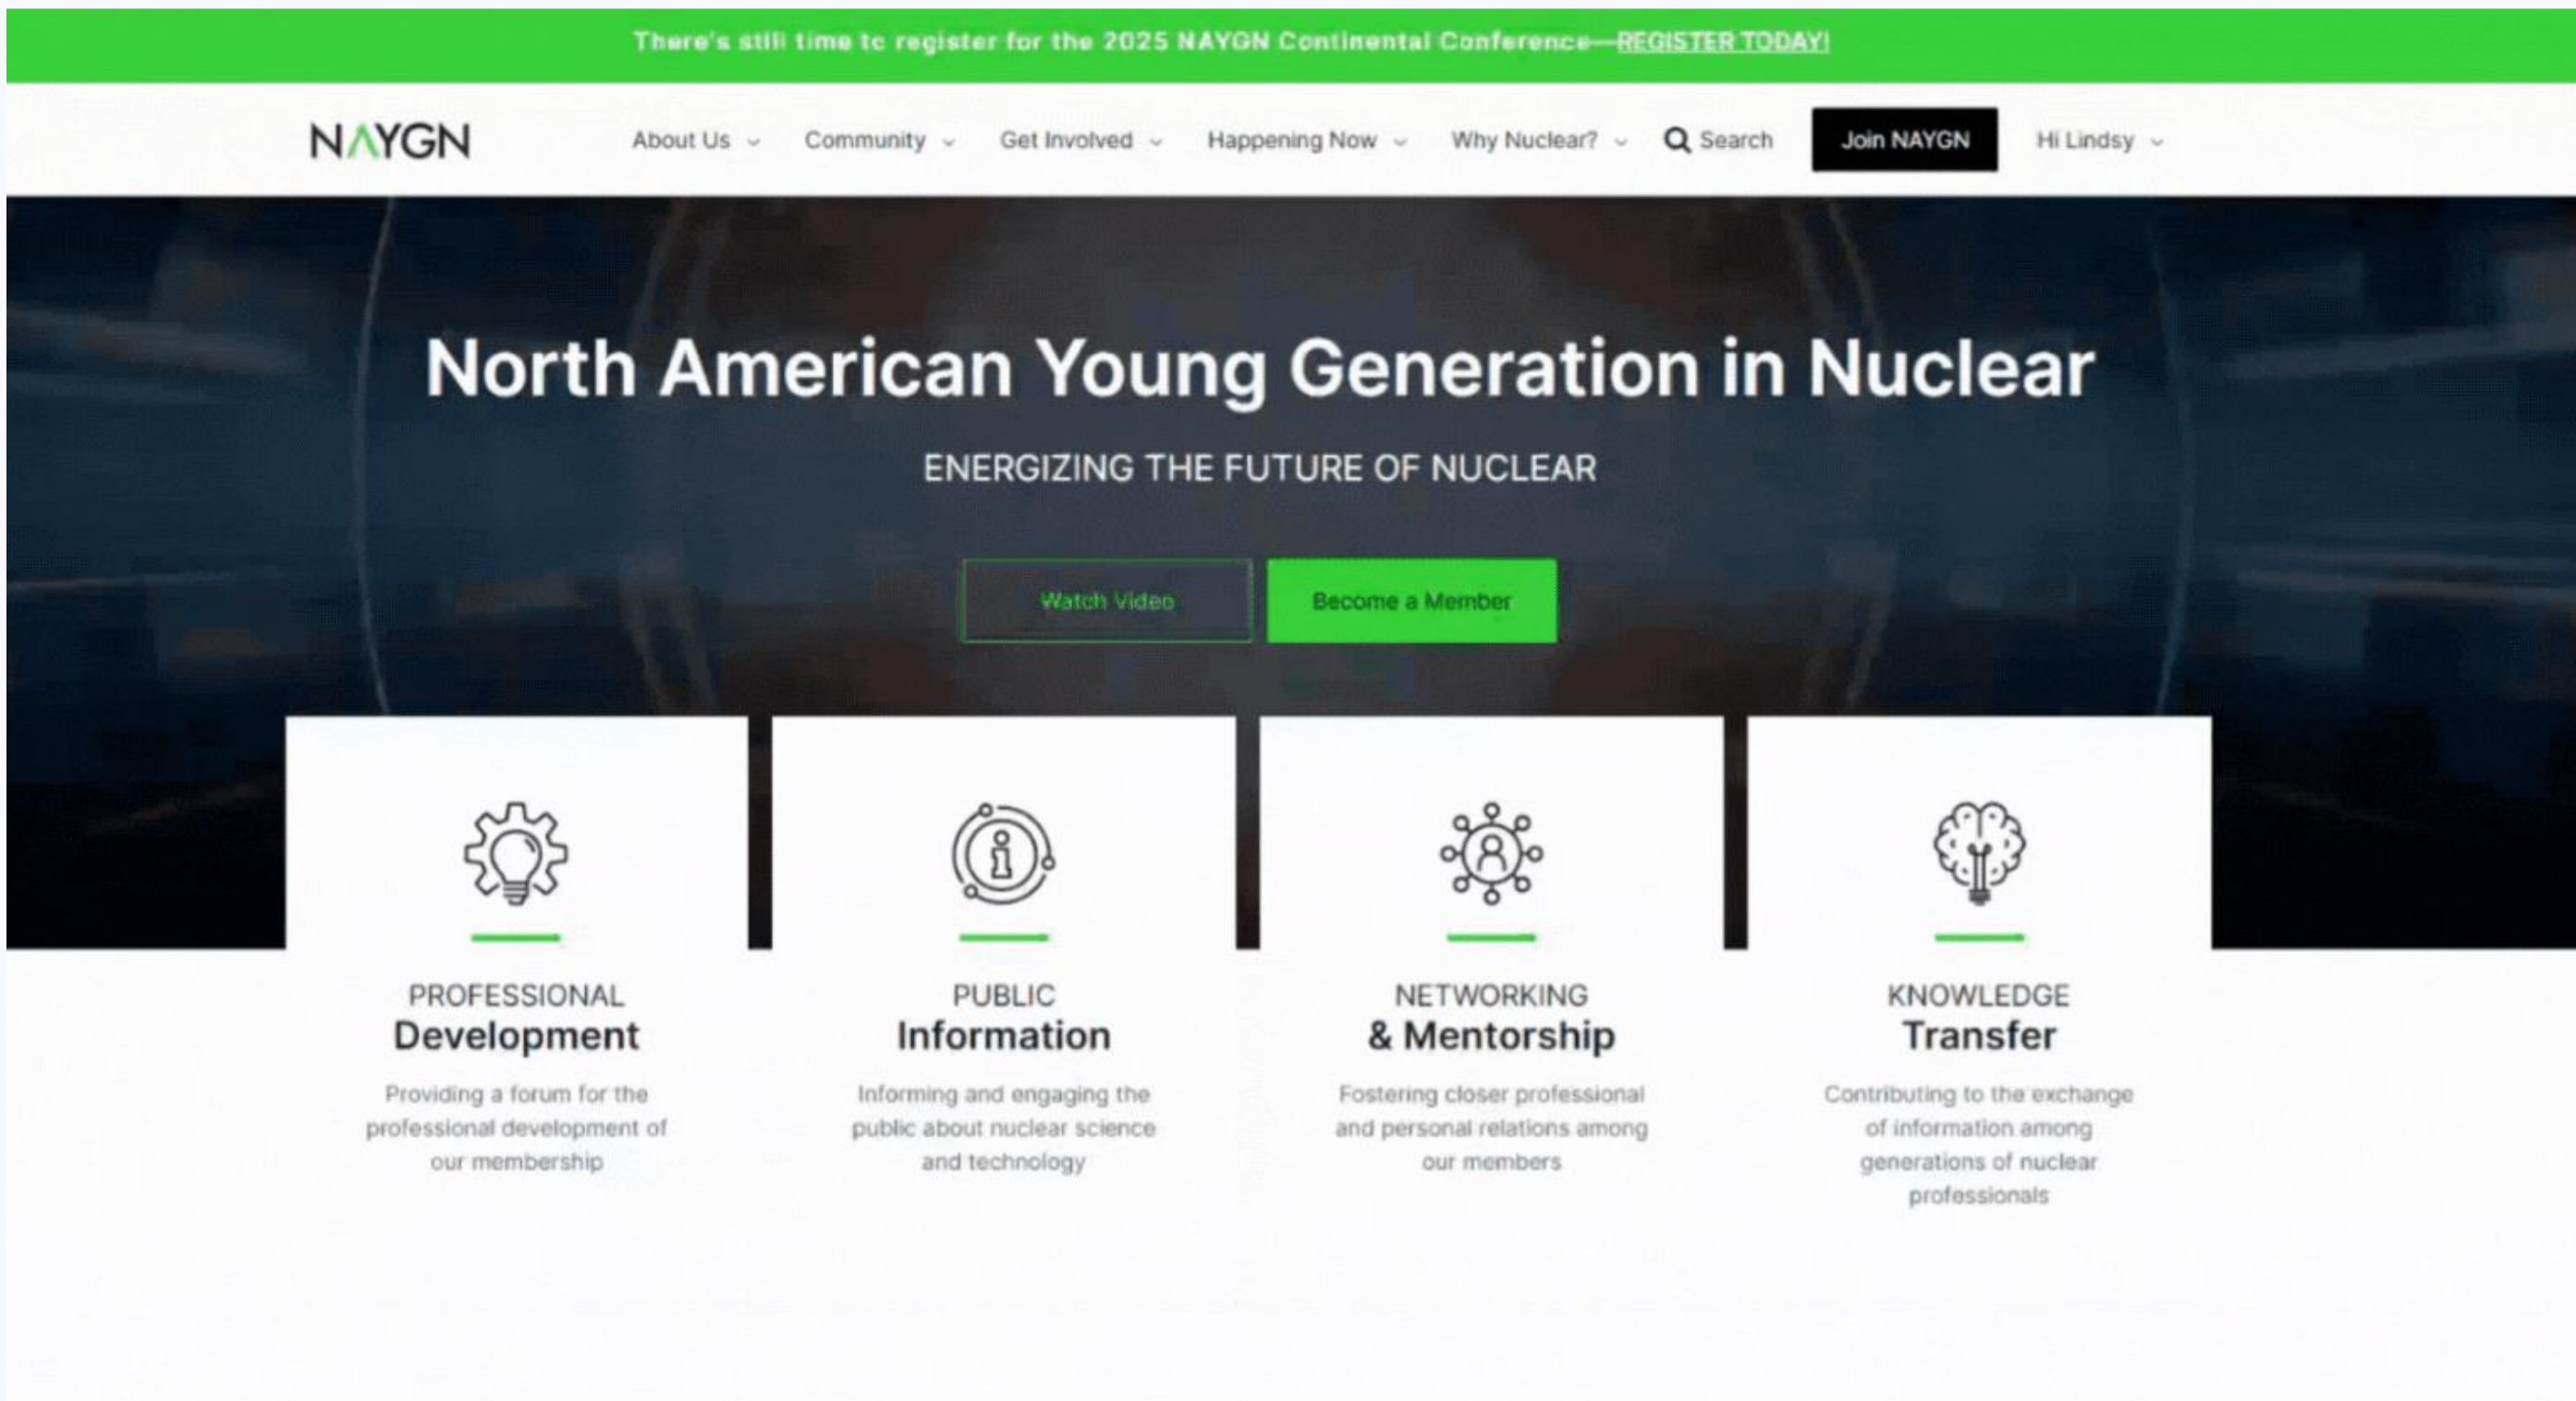 There's still time to register for the 2025 NAYGN Continental Conference—REGISTER TODAY!
NAYGN
About Us
Community
Get Involved
Happening Now
Why Nuclear?
Search
Join NAYGN
Hi Lindsy
North American Young Generation in Nuclear
ENERGIZING THE FUTURE OF NUCLEAR
Watch Video
Become a Member
PROFESSIONAL
Development
Providing a forum for the
professional development of
our membership
PUBLIC
Information
Informing and engaging the
public about nuclear science
and technology
NETWORKING
& Mentorship
Fostering closer professional
and personal relations among
our members
KNOWLEDGE
Transfer
Contributing to the exchange
of information among
generations of nuclear
professionals